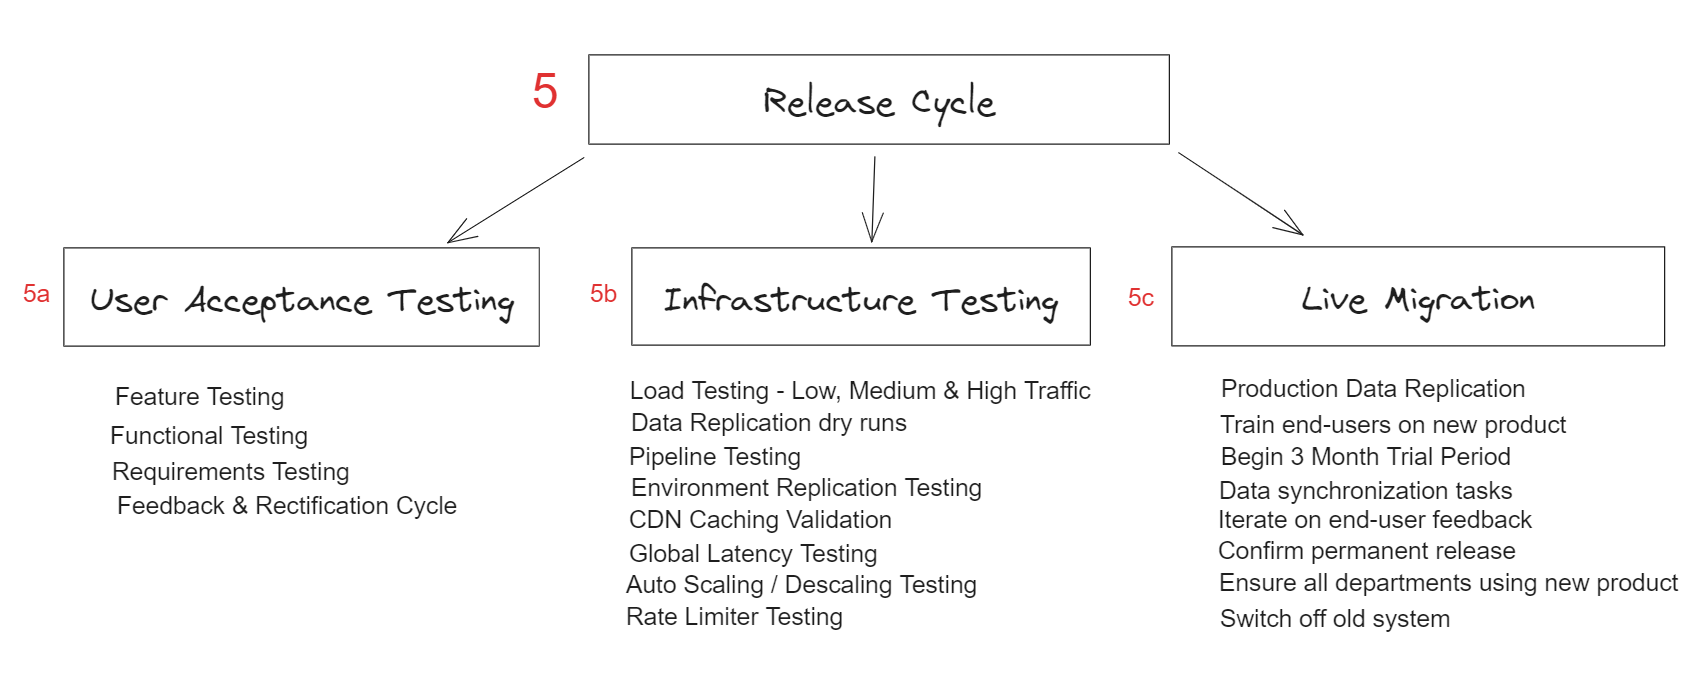 5
Release Cycle
5a
User Acceptance Testing
Feature Testing
Functional Testing
Requirements Testing
Feedback & Rectification Cycle
5b
Infrastructure Testing
Load Testing - Low, Medium & High Traffic
Data Replication dry runs
Pipeline Testing
Environment Replication Testing
CDN Caching Validation
Global Latency Testing
Auto Scaling / Descaling Testing
Rate Limiter Testing
5c
Live Migration
Production Data Replication
Train end-users on new product
Begin 3 Month Trial Period
Data synchronization tasks
Iterate on end-user feedback
Confirm permanent release
Ensure all departments using new product
Switch off old system